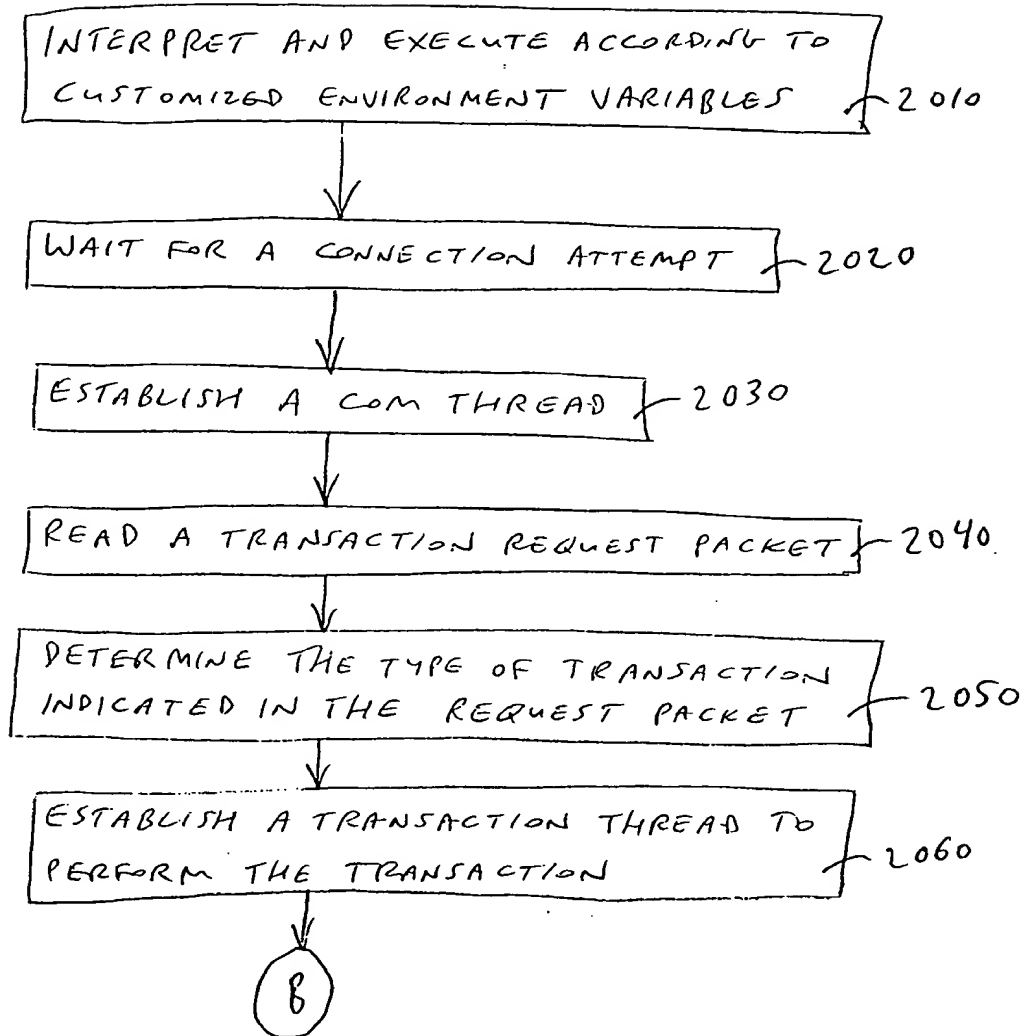 INTERPRET AND EXECUTE ACCORDING TO
CUSTOMIZED ENVIRONMENT VARIABLES 2010
WAIT FOR A CONNECTION ATTEMPT 2020
ESTABLISH A COM THREAD 2030
READ A TRANSACTION REQUEST PACKET 2040
DETERMINE THE TYPE OF TRANSACTION
INDICATED IN THE REQUEST PACKET 2050
ESTABLISH A TRANSACTION THREAD TO
PERFORM THE TRANSACTION 2060
B